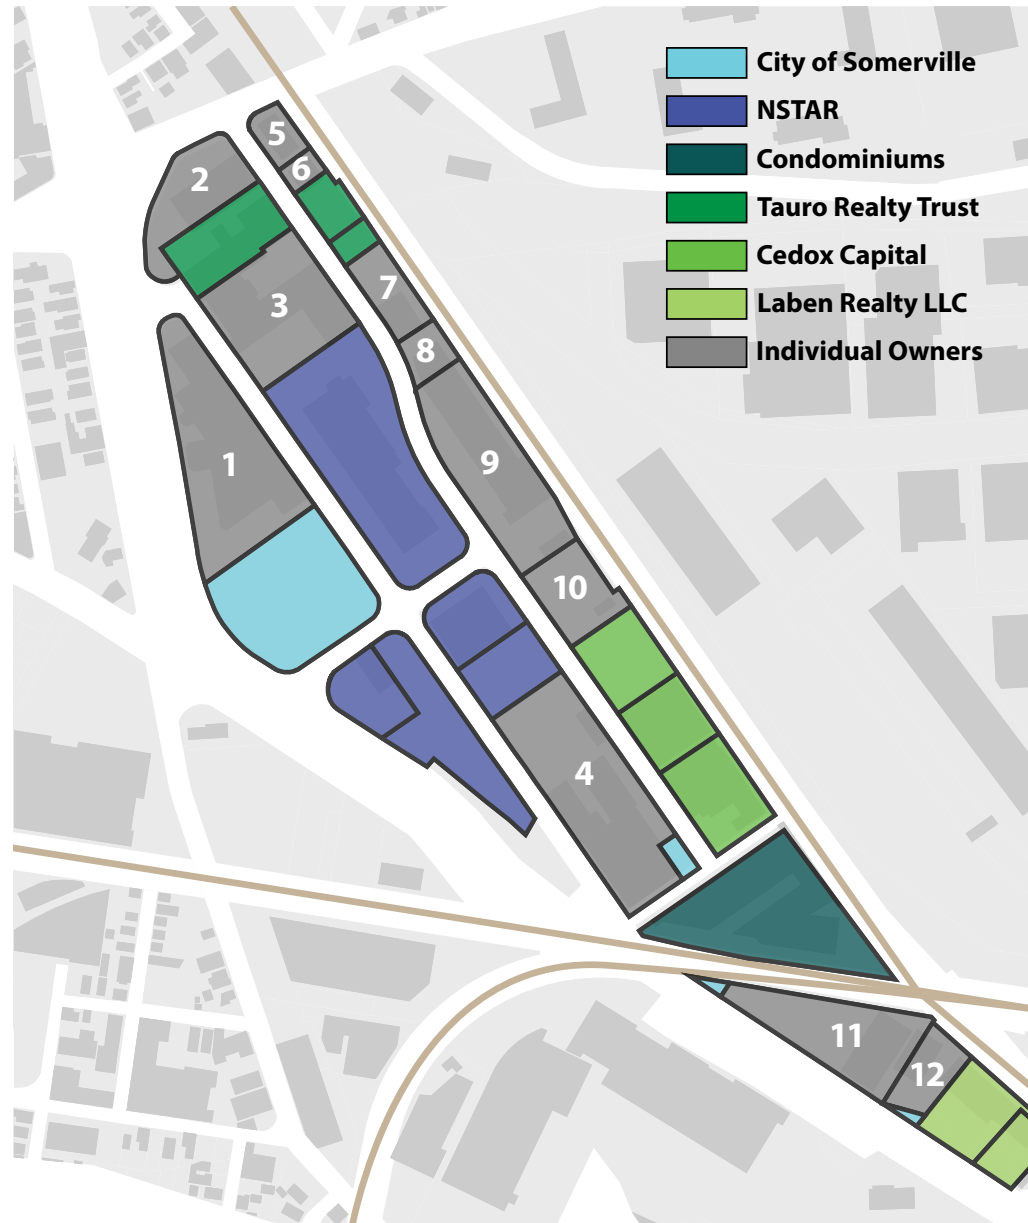 City of Somerville
NSTAR
Condominiums
Tauro Realty Trust
Cedox Capital
Laben Realty LLC
Individual Owners
5
6
2
7
3
8
1
9
10
4
11
12